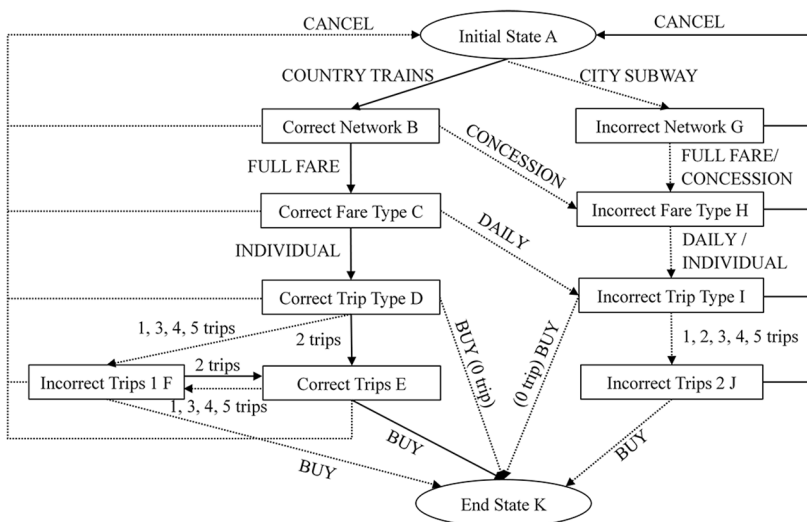 CANCEL
Initial State A
CANCEL
COUNTRY TRAINS
CITY SUBWAY
Correct Network B
Incorrect Network G
CONCESSION
FULL FARE
FULL FARE/
CONCESSION
Correct Fare Type C
Incorrect Fare Type H
DAILY
INDIVIDUAL
DAILY /
INDIVIDUAL
Correct Trip Type D
Incorrect Trip Type I
1, 3, 4, 5 trips
2 trips
BUY (0 trip)
(0 trip) BUY
1, 2, 3, 4, 5 trips
2 trips
Incorrect Trips 1 F
Correct Trips E
Incorrect Trips 2 J
1, 3, 4, 5 trips
BUY
BUY
BUY
End State K